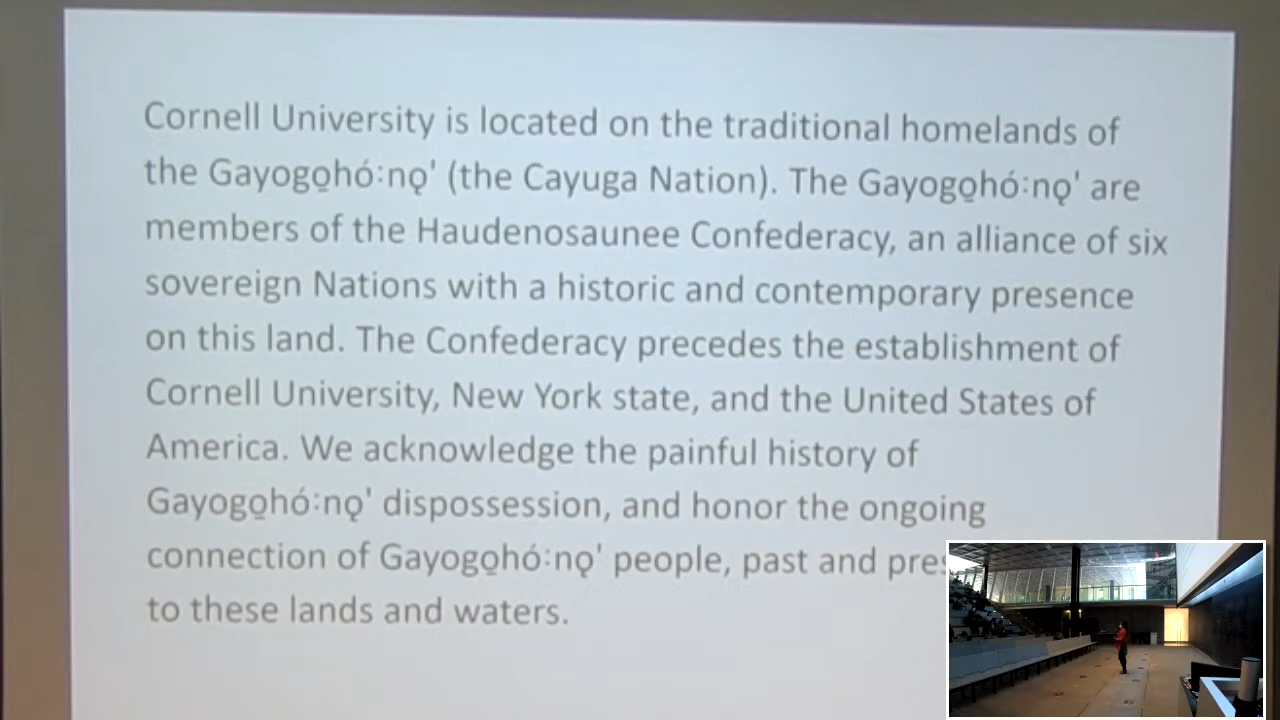 Cornell University is located on the traditional homelands of
the Gayogo̱hó:nǫ' (the Cayuga Nation). The Gayogo̱hó:nǫ' are
members of the Haudenosaunee Confederacy, an alliance of six
sovereign Nations with a historic and contemporary presence
on this land. The Confederacy precedes the establishment of
Cornell University, New York state, and the United States of
America. We acknowledge the painful history of
Gayogo̱hó:nǫ' dispossession, and honor the ongoing
connection of Gayogo̱hó:nǫ' people, past and
to these lands and waters.